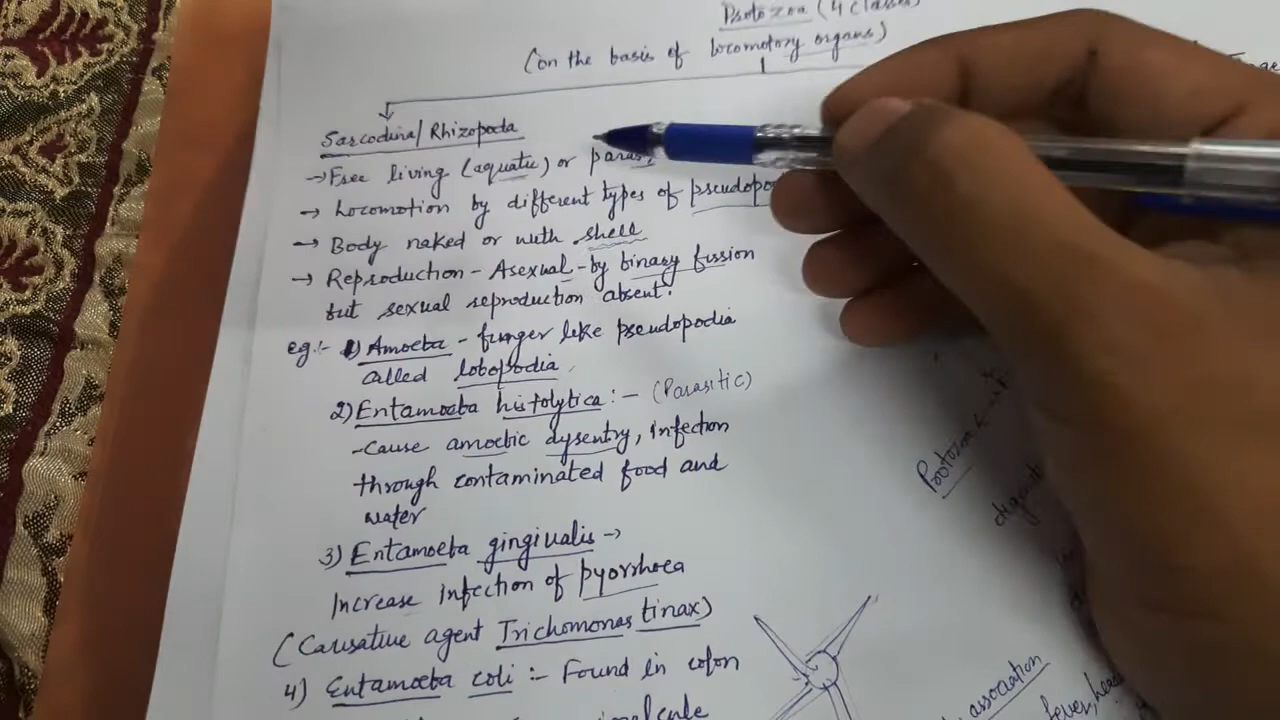 Protozoa (4 classes)
(on the basis of locomotory organs)
Sarcodina/Rhizopoda
→ Free living (aquatic) or paras
→ Locomotion by different types of pseudopo
→ Body naked or with shell
→ Reproduction - Asexual - by binary fission
but sexual reproduction absent.
eg:- 1) Amoeba - finger like pseudopodia
called lobopodia
2) Entamoeba histolytica :- (Parasitic)
- Cause amoebic dysentry, infection
through contaminated food and
water
3) Entamoeba gingivalis →
Increase infection of pyorrhoea
(Causative agent Trichomonas tinax)
4) Entamoeba coli :- Found in colon
association
fever, hea